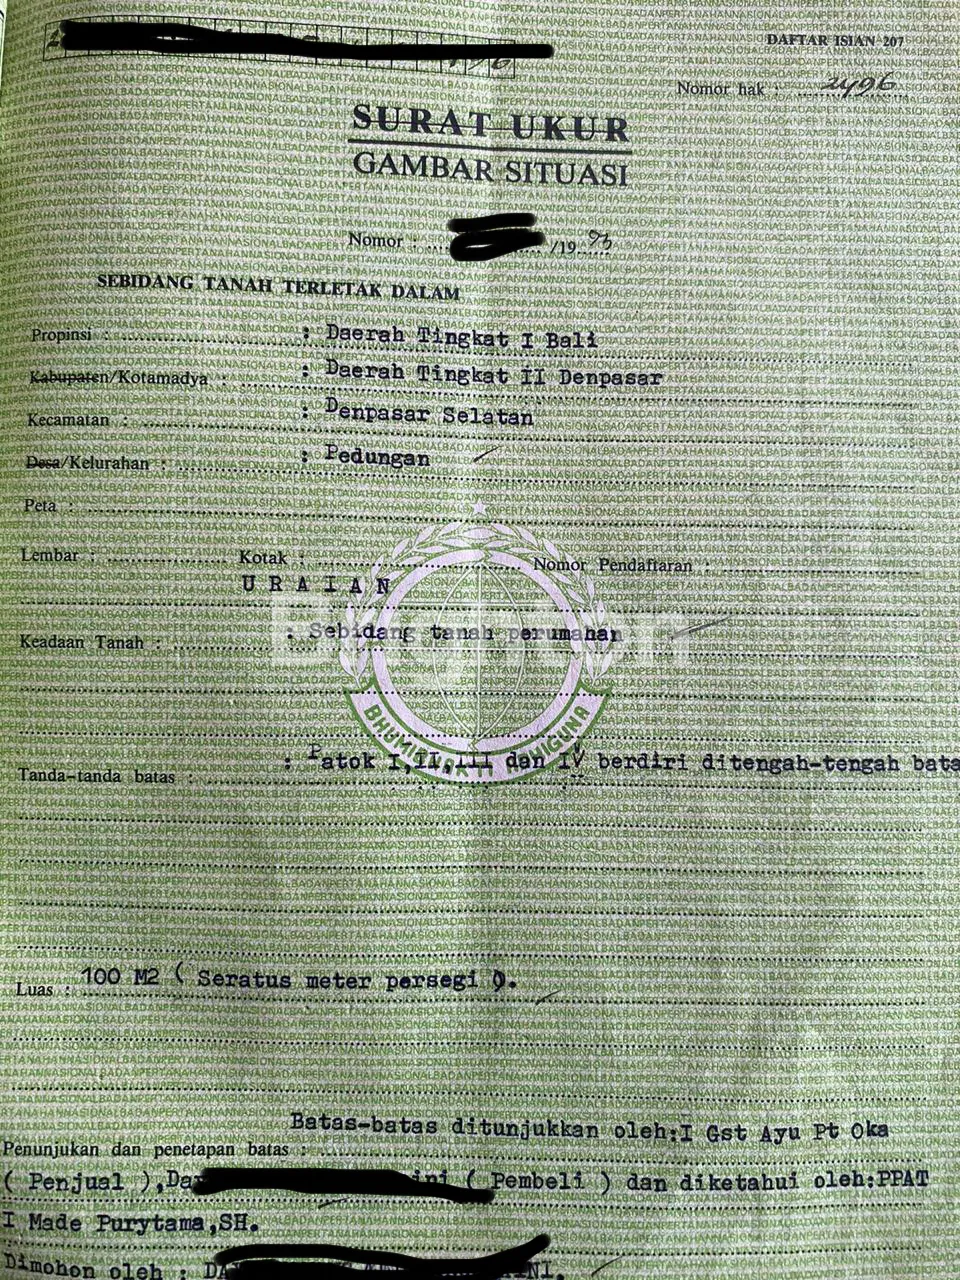 DAFTAR ISIAN 207
Nomor hak : 2496
SURAT UKUR
GAMBAR SITUASI
Nomor : /19 93
SEBIDANG TANAH TERLETAK DALAM
Propinsi : : Daerah Tingkat I Bali
Kabupaten/Kotamadya : : Daerah Tingkat II Denpasar
Kecamatan : : Denpasar Selatan
Desa/Kelurahan : : Pedungan
Peta :
Lembar : Kotak : Nomor Pendaftaran :
U R A I A N
Keadaan Tanah : : Sebidang tanah perumahan
BHUMI BHAKTI ADHIGUNA
Tanda-tanda batas : : Patok I,II,III dan IV berdiri ditengah-tengah bata
Luas : 100 M2 ( Seratus meter persegi ).
Batas-batas ditunjukkan oleh:I Gst Ayu Pt Oka
Penunjukan dan penetapan batas :
( Penjual ), ( Pembeli ) dan diketahui oleh:PPAT
I Made Purytama,SH.
Dimohon oleh :